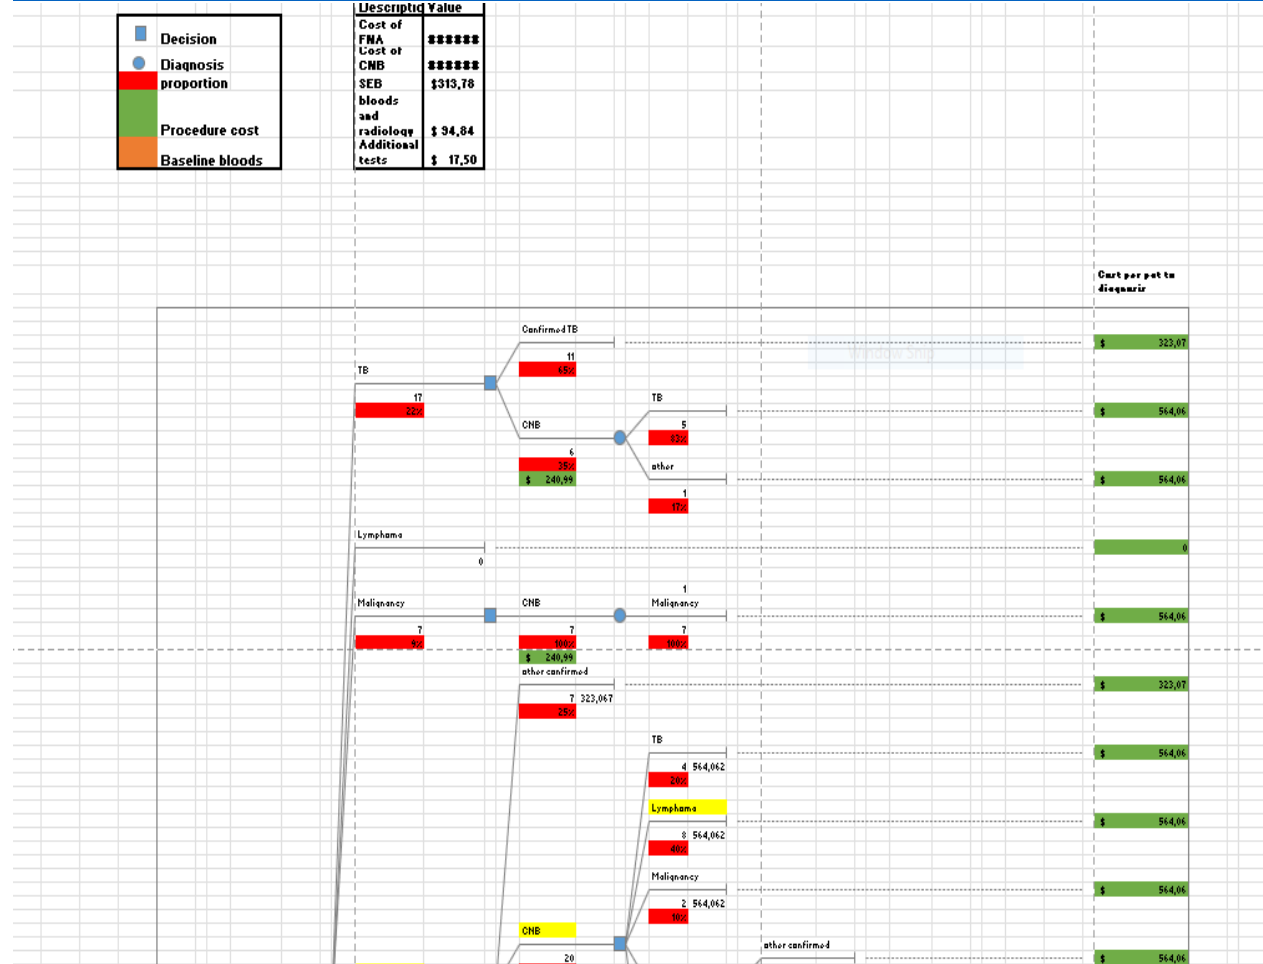 Descriptio Value
Decision
Diagnosis
proportion
Procedure cost
Baseline bloods
Cost of
FNA ######
Cost of
CNB ######
SEB $313,78
bloods
and
radiology $ 94,84
Additional
tests $ 17,50
Cost per pat to
diagnosis
Confirmed TB
$ 323,07
11
65%
TB
17
22%
TB
$ 564,06
CNB
5
83%
6
35%
$ 240,99
other
$ 564,06
1
17%
Lymphoma
0
0
1
Malignancy CNB Malignancy
$ 564,06
7 7 7
9% 100% 100%
$ 240,99
other confirmed
$ 323,07
7 323,067
25%
TB
$ 564,06
4 564,062
20%
Lymphoma
$ 564,06
8 564,062
40%
Malignancy
$ 564,06
2 564,062
10%
CNB
other confirmed
20
$ 564,06
Window Snip